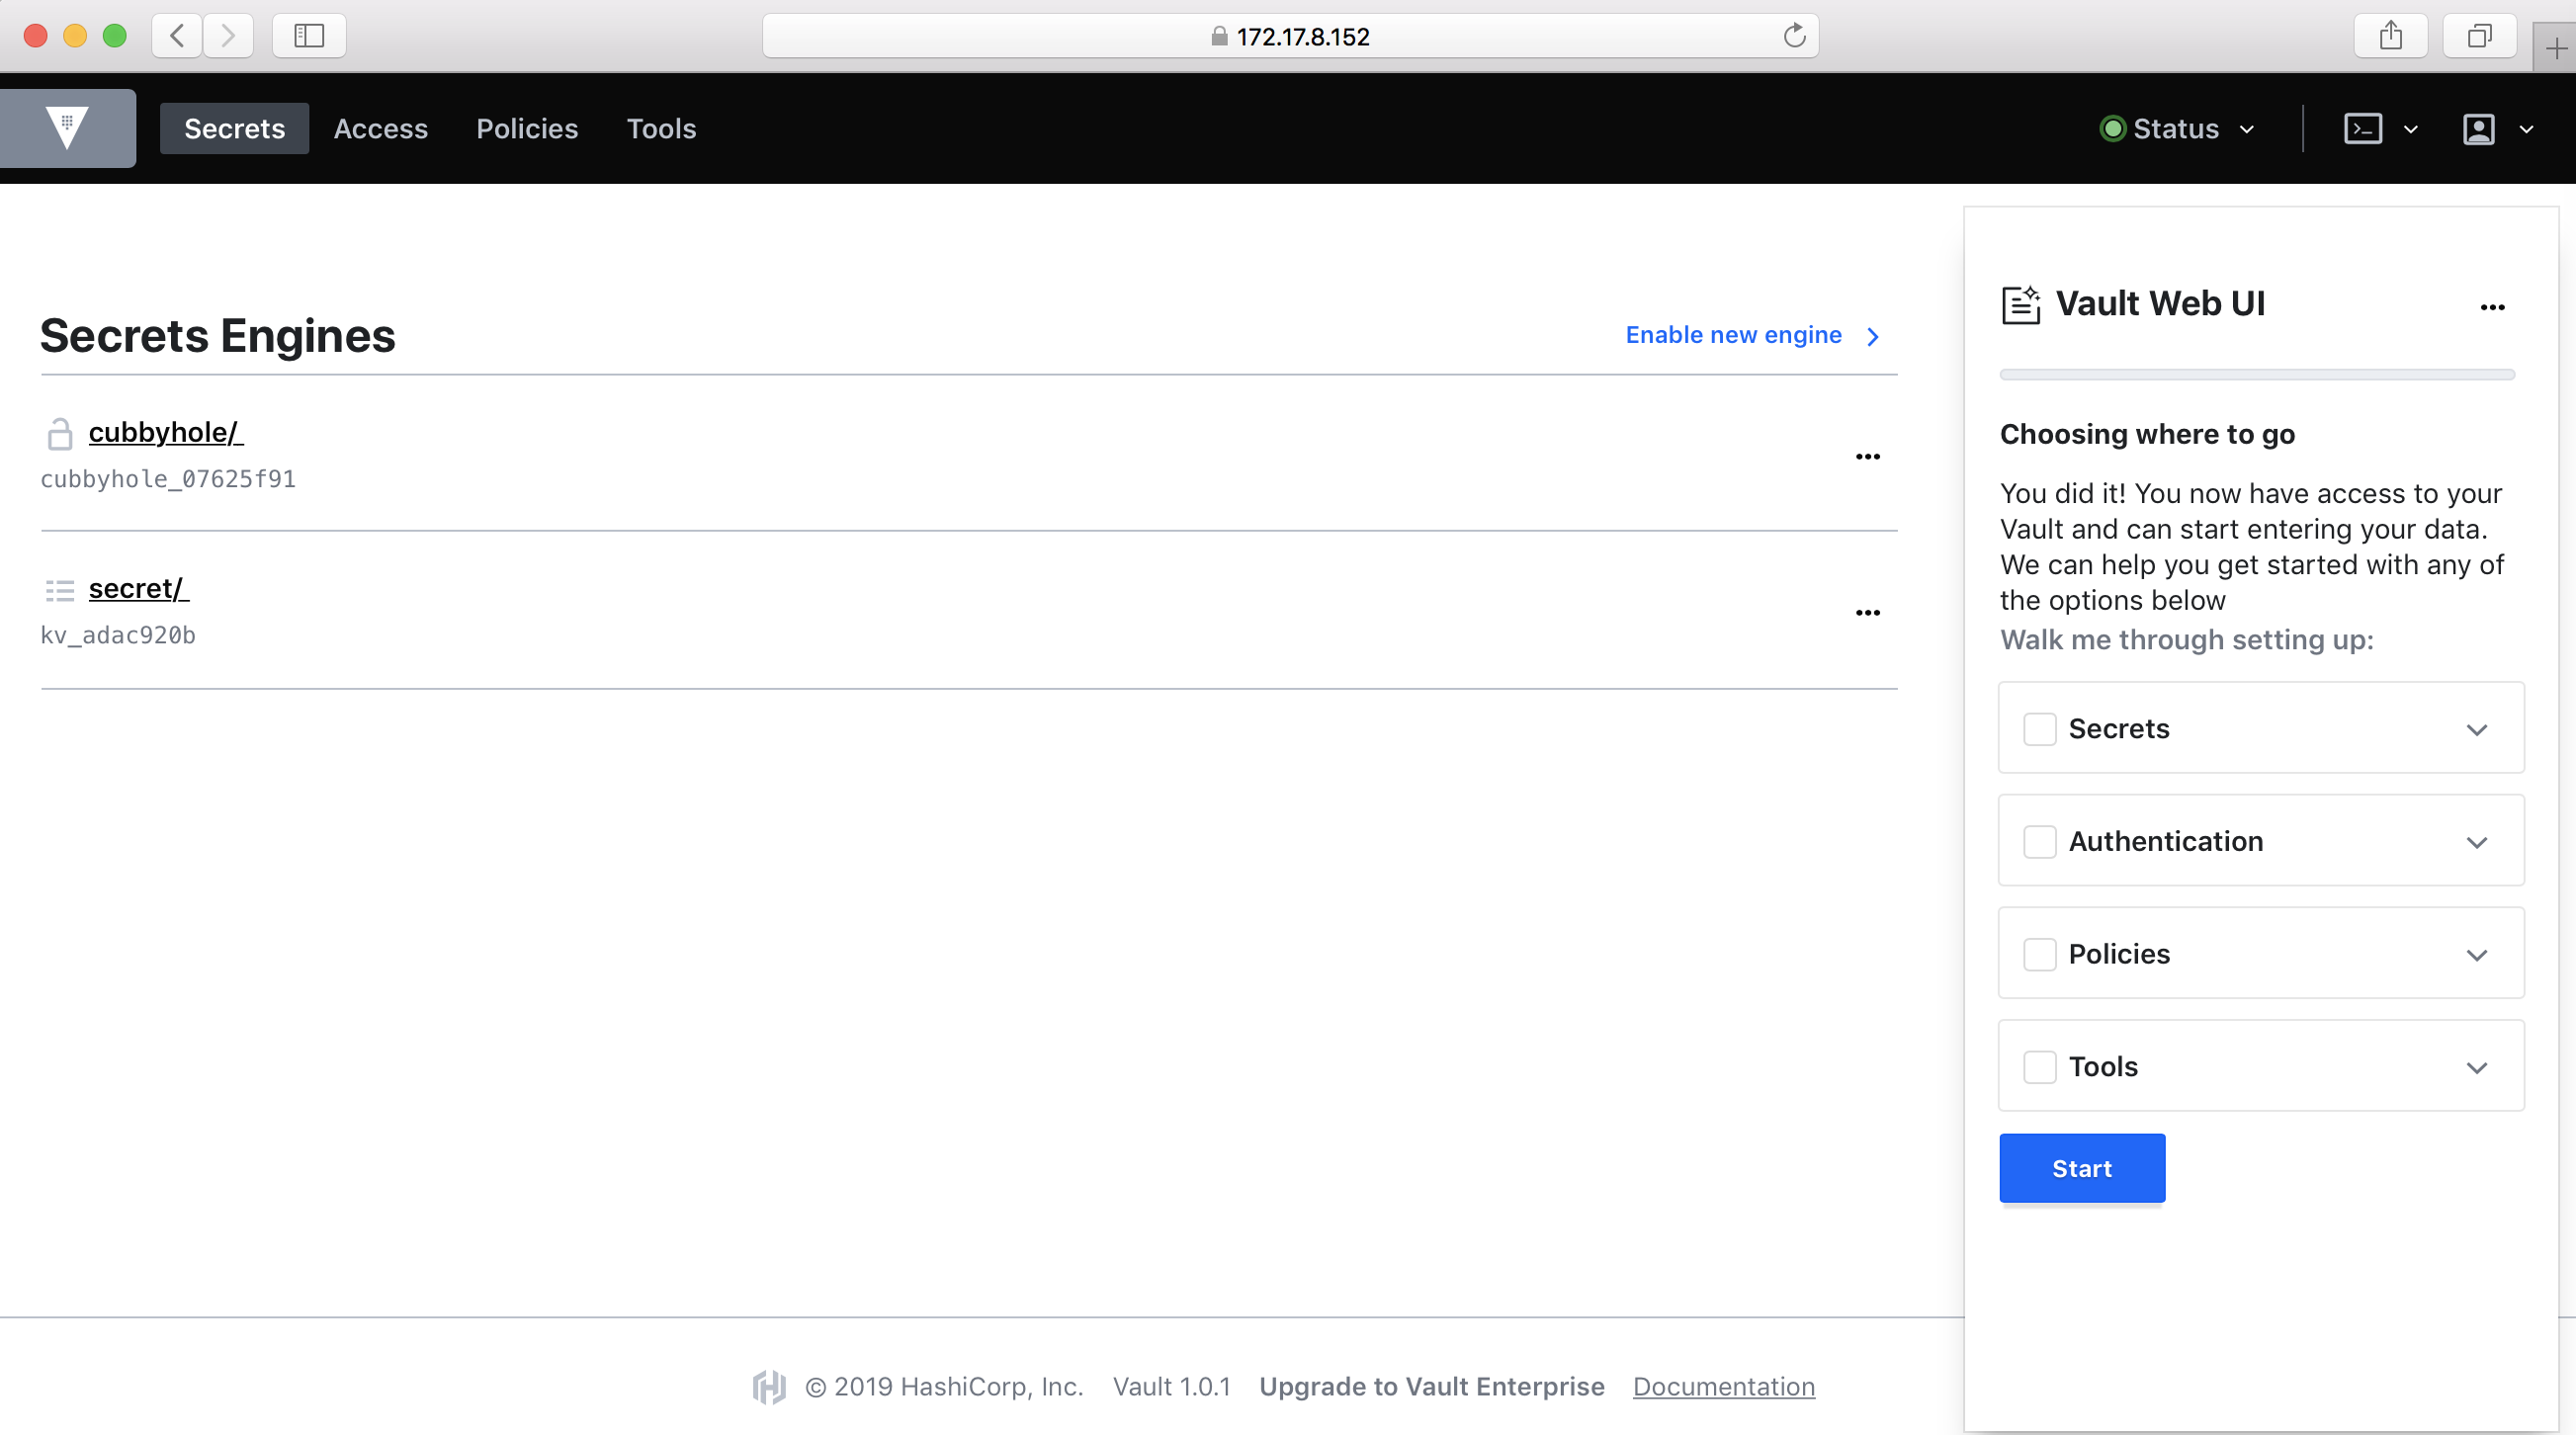 172.17.8.152
Secrets Access Policies Tools Status
Secrets Engines
Enable new engine
cubbyhole/
cubbyhole_07625f91
secret/
kv_adac920b
Vault Web UI
Choosing where to go
You did it! You now have access to your
Vault and can start entering your data.
We can help you get started with any of
the options below
Walk me through setting up:
Secrets
Authentication
Policies
Tools
Start
© 2019 HashiCorp, Inc. Vault 1.0.1 Upgrade to Vault Enterprise Documentation